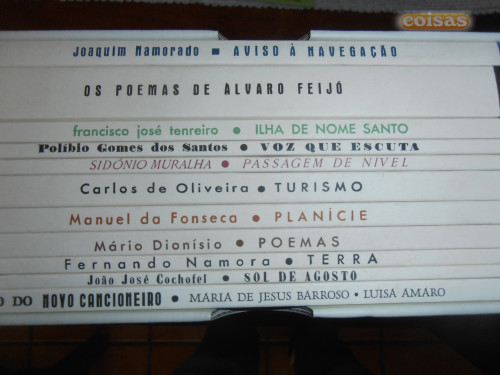 coisas
Joaquim Namorado ■ AVISO À NAVEGAÇÃO
OS POEMAS DE ALVARO FEIJÓ
francisco josé tenreiro • ILHA DE NOME SANTO
Políbio Gomes dos Santos • VOZ QUE ESCUTA
SIDÓNIO MURALHA • PASSAGEM DE NIVEL
Carlos de Oliveira • TURISMO
Manuel da Fonseca • PLANÍCIE
Mário Dionísio • POEMAS
Fernando Namora • TERRA
João José Cochofel • SOL DE AGOSTO
O DO NOVO CANCIONEIRO • MARIA DE JESUS BARROSO • LUISA AMARO